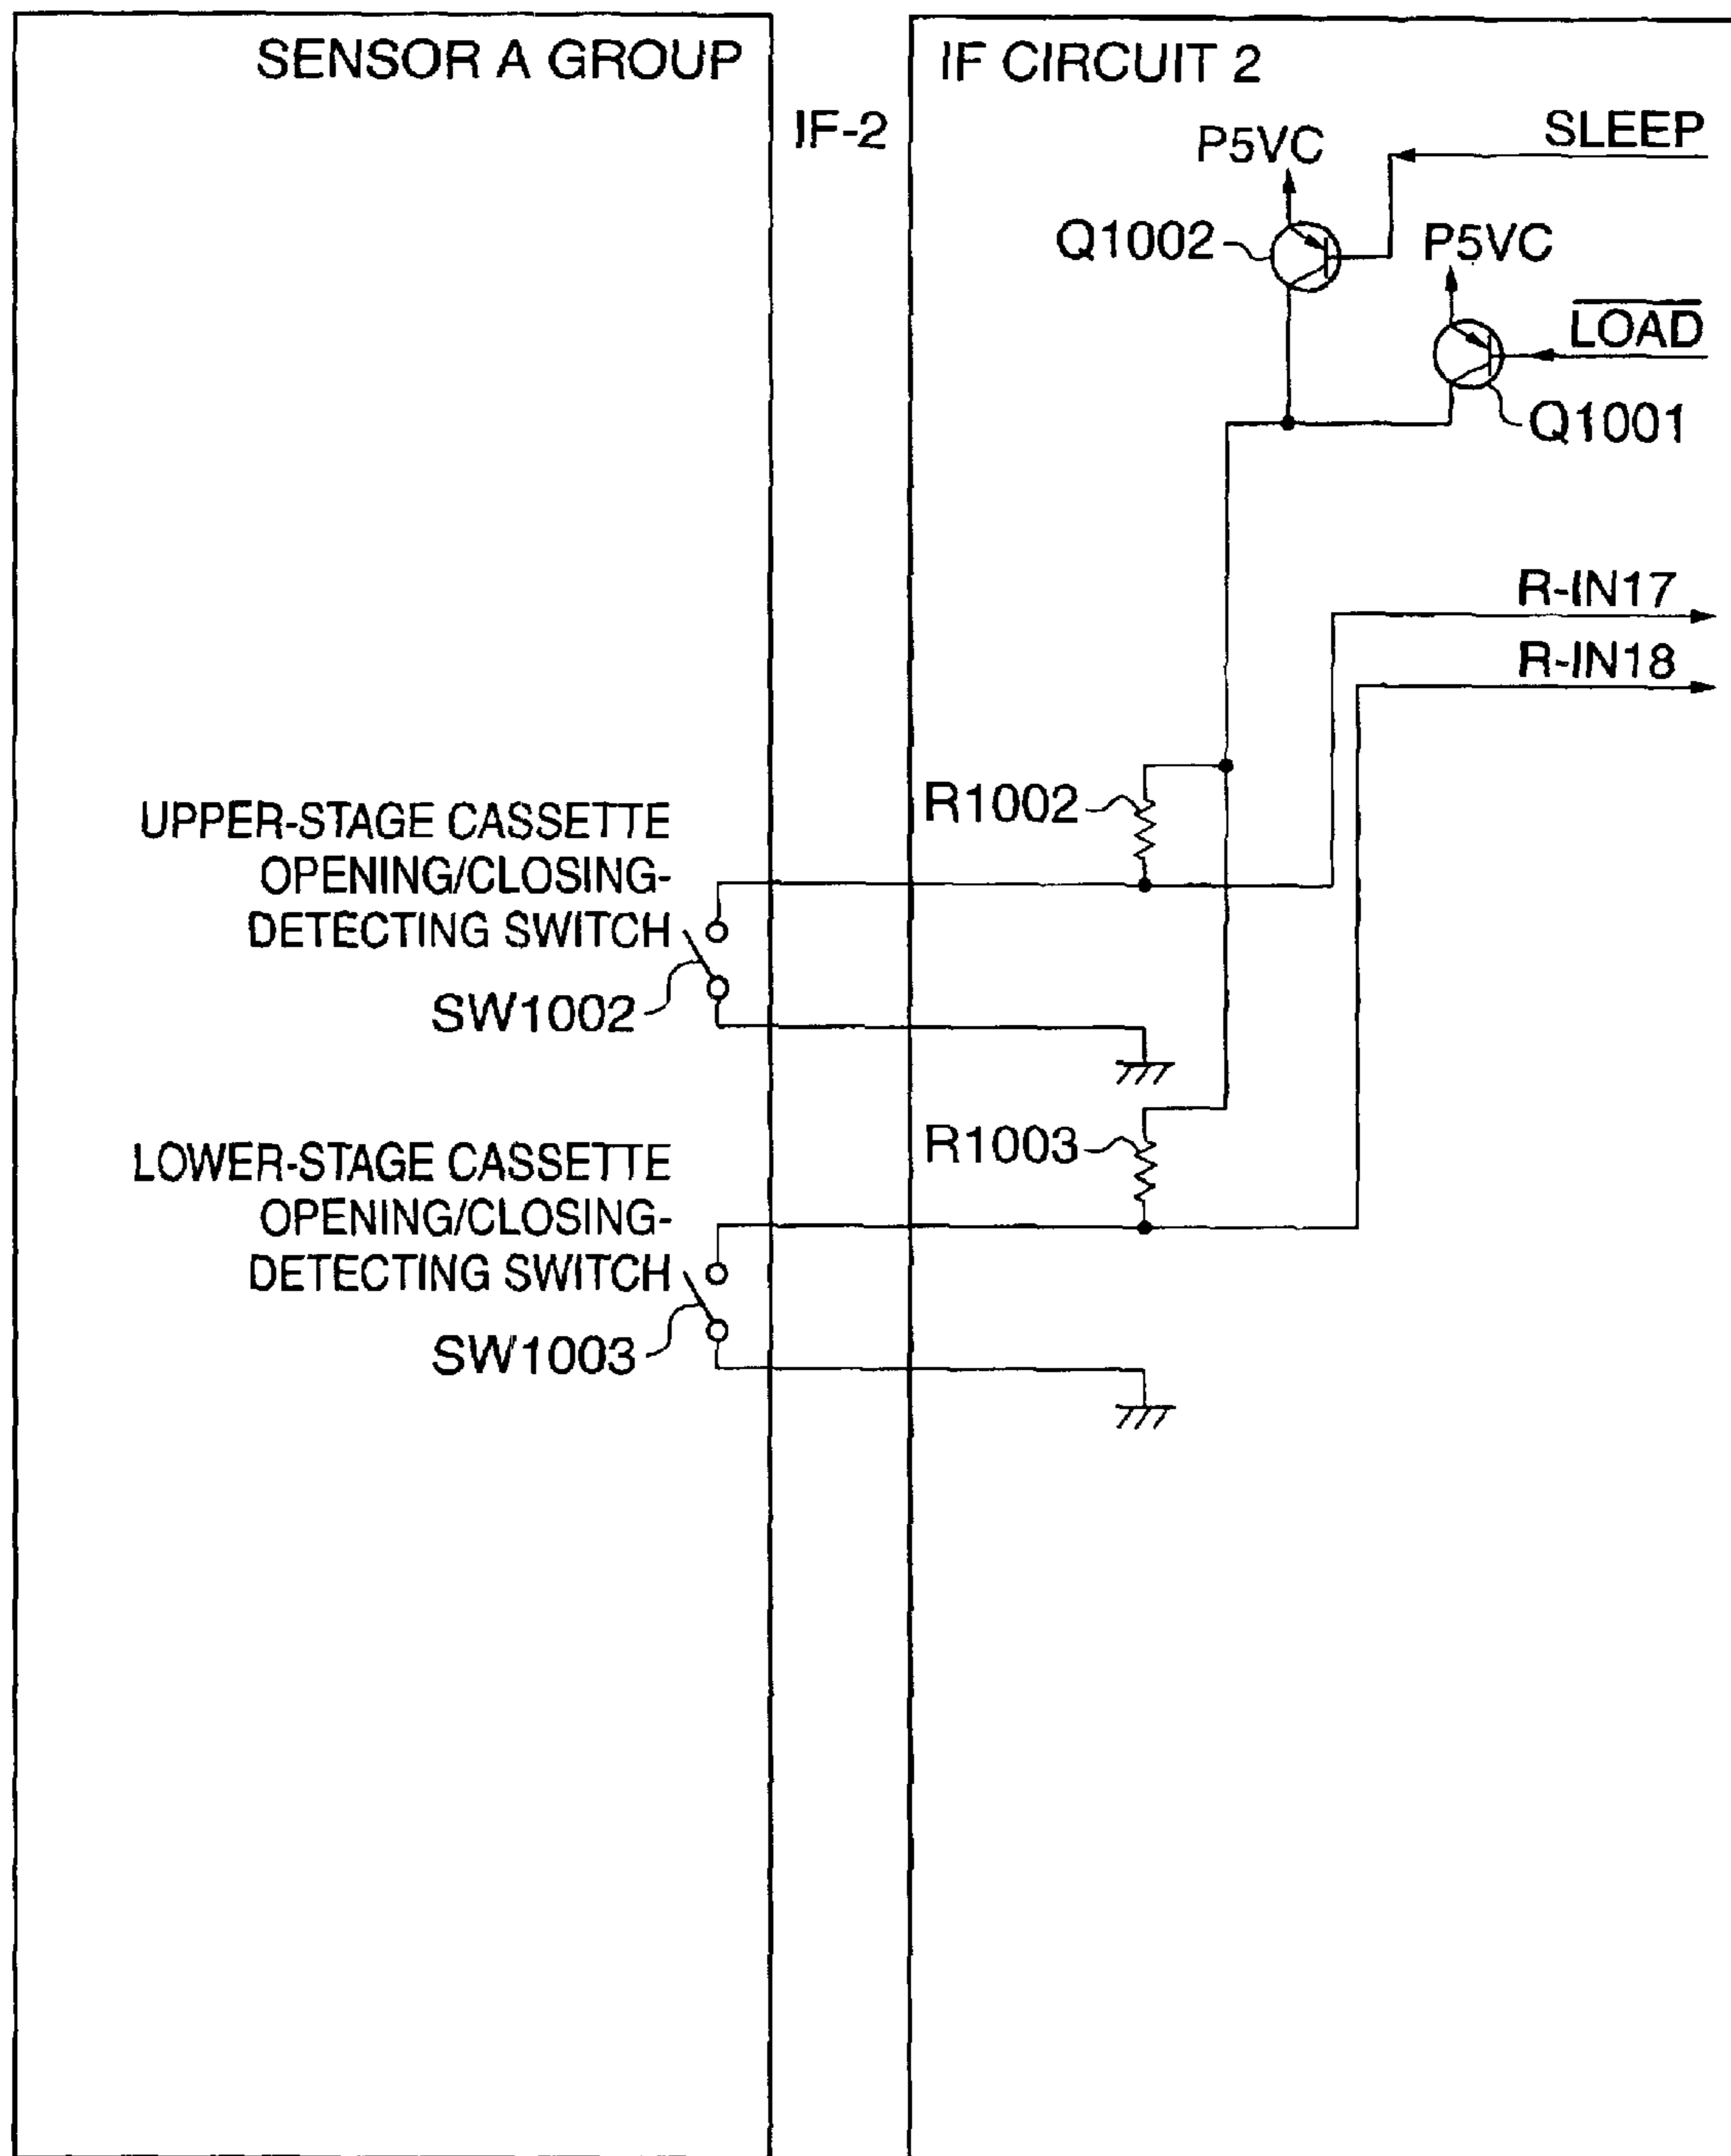 SENSOR A GROUP
IF-2
IF CIRCUIT 2
SLEEP
P5VC
Q1002
P5VC
LOAD
Q1001
R-IN17
R-IN18
R1002
UPPER-STAGE CASSETTE
OPENING/CLOSING-
DETECTING SWITCH
SW1002
R1003
LOWER-STAGE CASSETTE
OPENING/CLOSING-
DETECTING SWITCH
SW1003